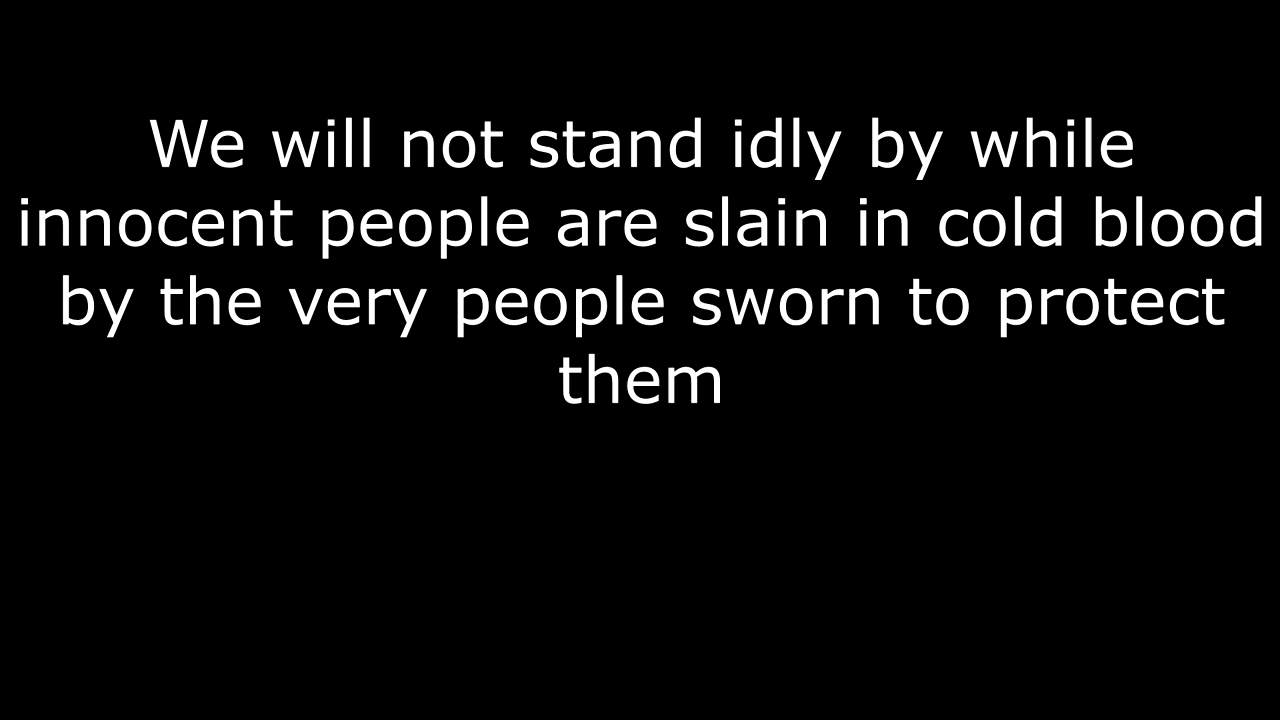 We will not stand idly by while
innocent people are slain in cold blood
by the very people sworn to protect
them